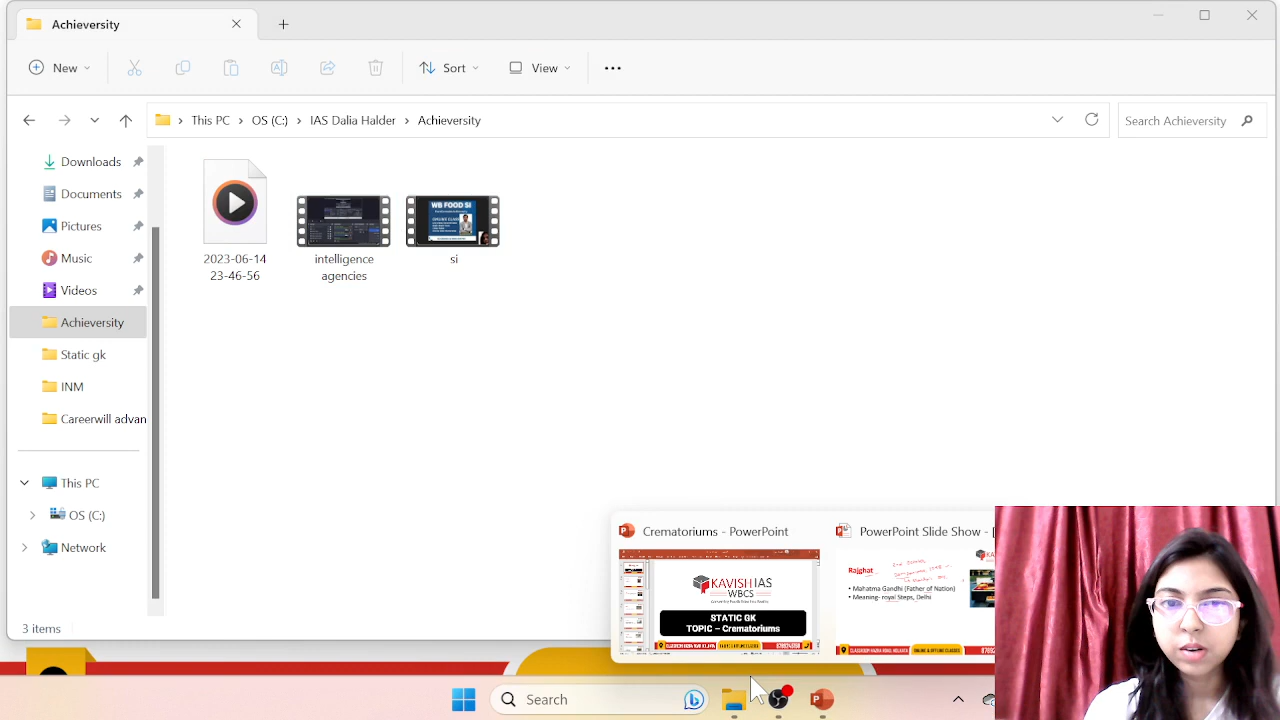 Achieversity
New
Sort
View
This PC
OS (C:)
IAS Dalia Halder
Achieversity
Search Achieversity
Downloads
Documents
Pictures
Music
Videos
Achieversity
Static gk
INM
Careerwill advan
This PC
OS (C:)
Network
2023-06-14
23-46-56
intelligence
agencies
WB FOOD SI
si
3 items
Crematoriums - PowerPoint
PowerPoint Slide Show - [
KAVISH IAS
WBCS
STATIC GK
TOPIC – Crematoriums
Rajghat
• Mahatma Gandhi (Father of Nation)
• Meaning- royal Steps, Delhi
ONLINE & OFFLINE CLASSES
Search